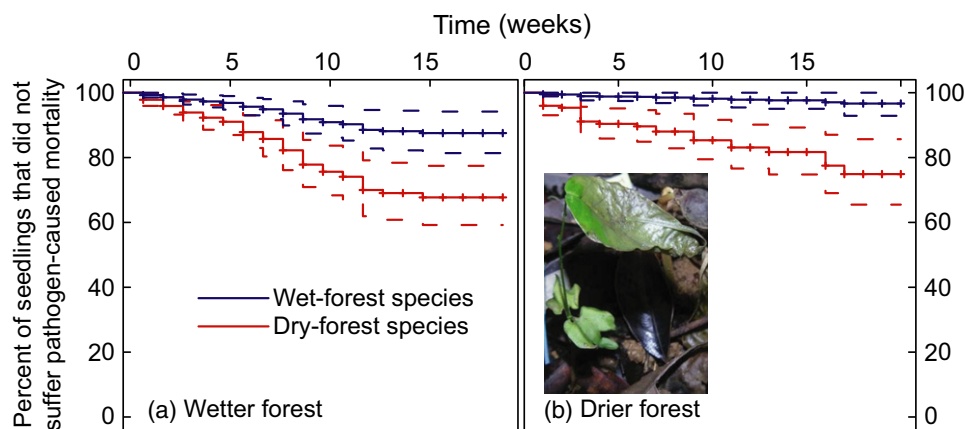 Time (weeks)
0 5 10 15 0 5 10 15
Percent of seedlings that did not
suffer pathogen-caused mortality
100
80
60
40
20
0
Wet-forest species
Dry-forest species
(a) Wetter forest
(b) Drier forest
100
80
60
40
20
0